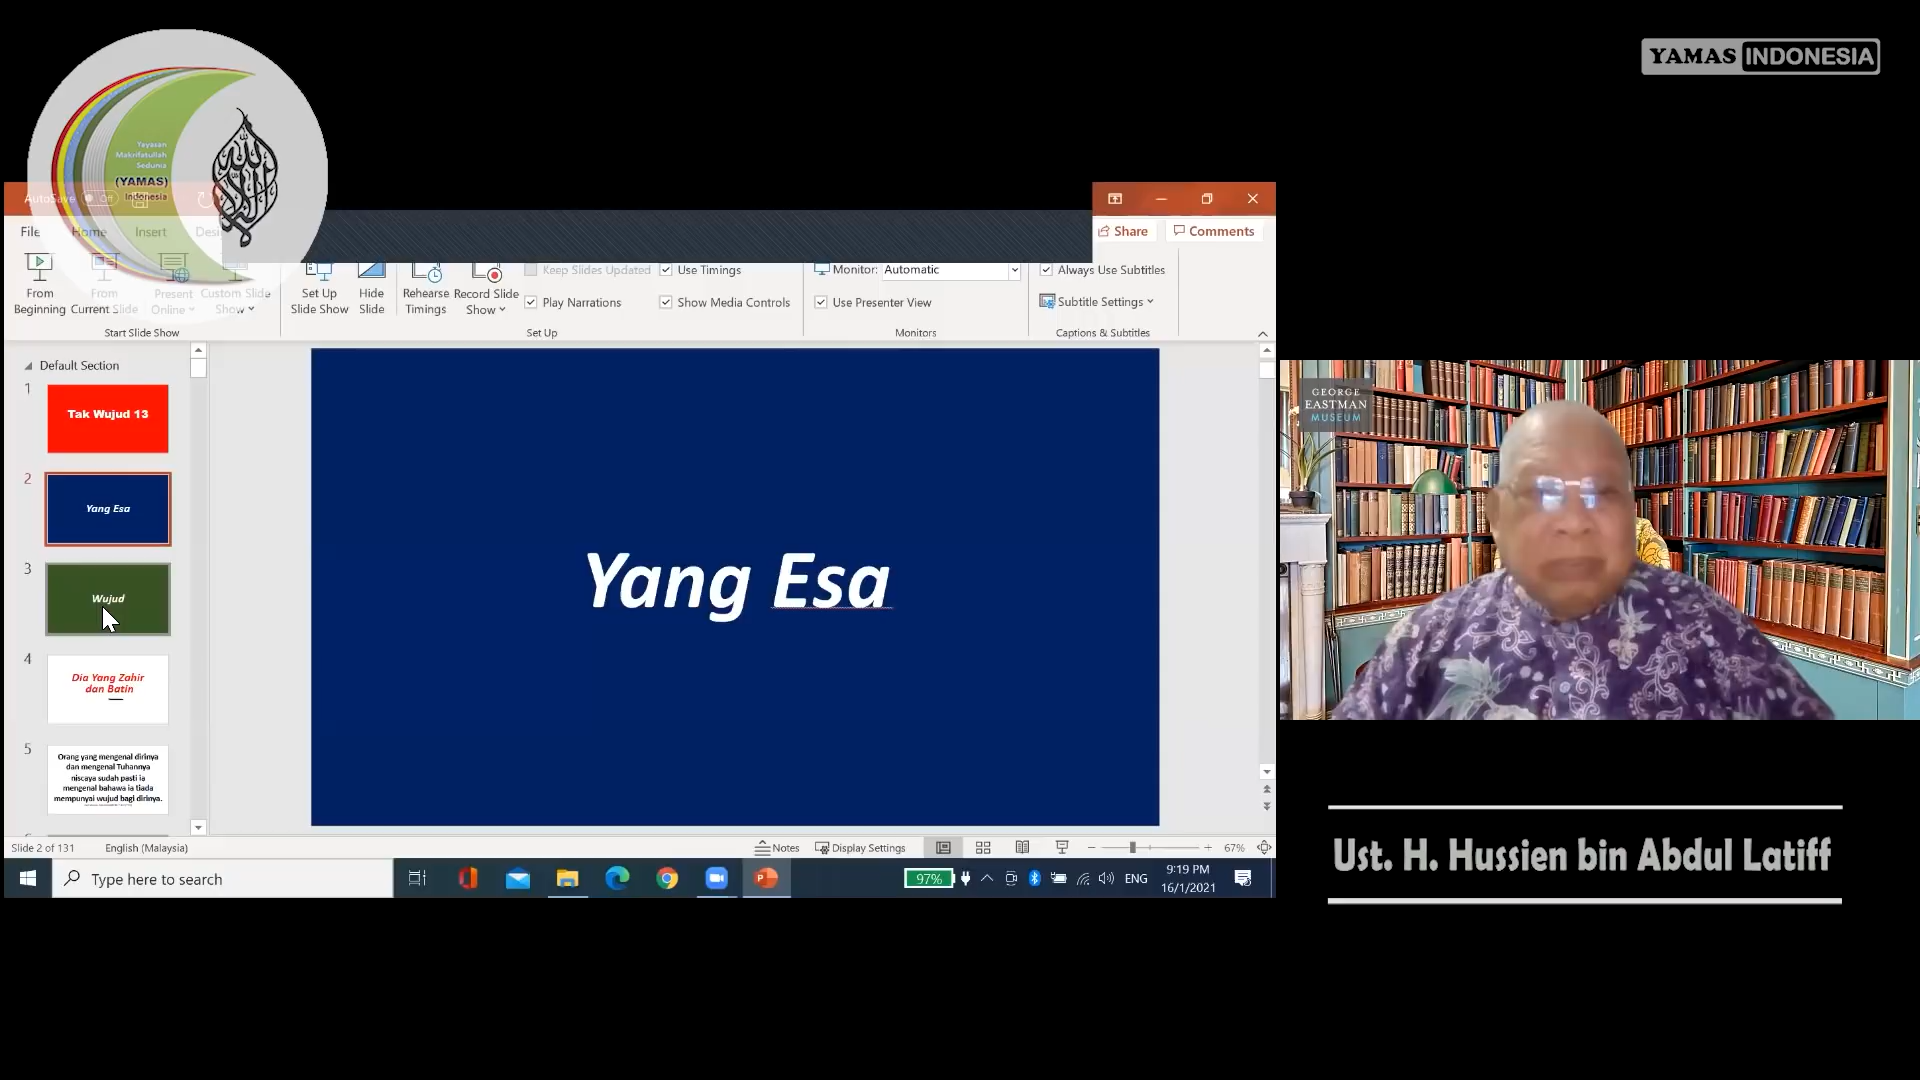 YAMAS INDONESIA
Yayasan
Makrifatullah
Sedunia
(YAMAS)
Indonesia
AutoSave Off
File Home Insert
Share Comments
From Beginning
From Current Slide
Present Online
Custom Slide Show
Start Slide Show
Set Up Slide Show
Hide Slide
Rehearse Timings
Record Slide Show
Keep Slides Updated
Play Narrations
Use Timings
Show Media Controls
Set Up
Monitor: Automatic
Use Presenter View
Monitors
Always Use Subtitles
Subtitle Settings
Captions & Subtitles
Default Section
1
Tak Wujud 13
2
Yang Esa
3
Wujud
4
Dia Yang Zahir
dan Batin
5
Orang yang mengenal dirinya
dan mengenal Tuhannya
niscaya sudah pasti ia
mengenal bahawa ia tiada
mempunyai wujud bagi dirinya.
Yang Esa
GEORGE
EASTMAN
MUSEUM
Ust. H. Hussien bin Abdul Latiff
Slide 2 of 131 English (Malaysia) Notes Display Settings 67%
Type here to search
97% ENG
9:19 PM
16/1/2021